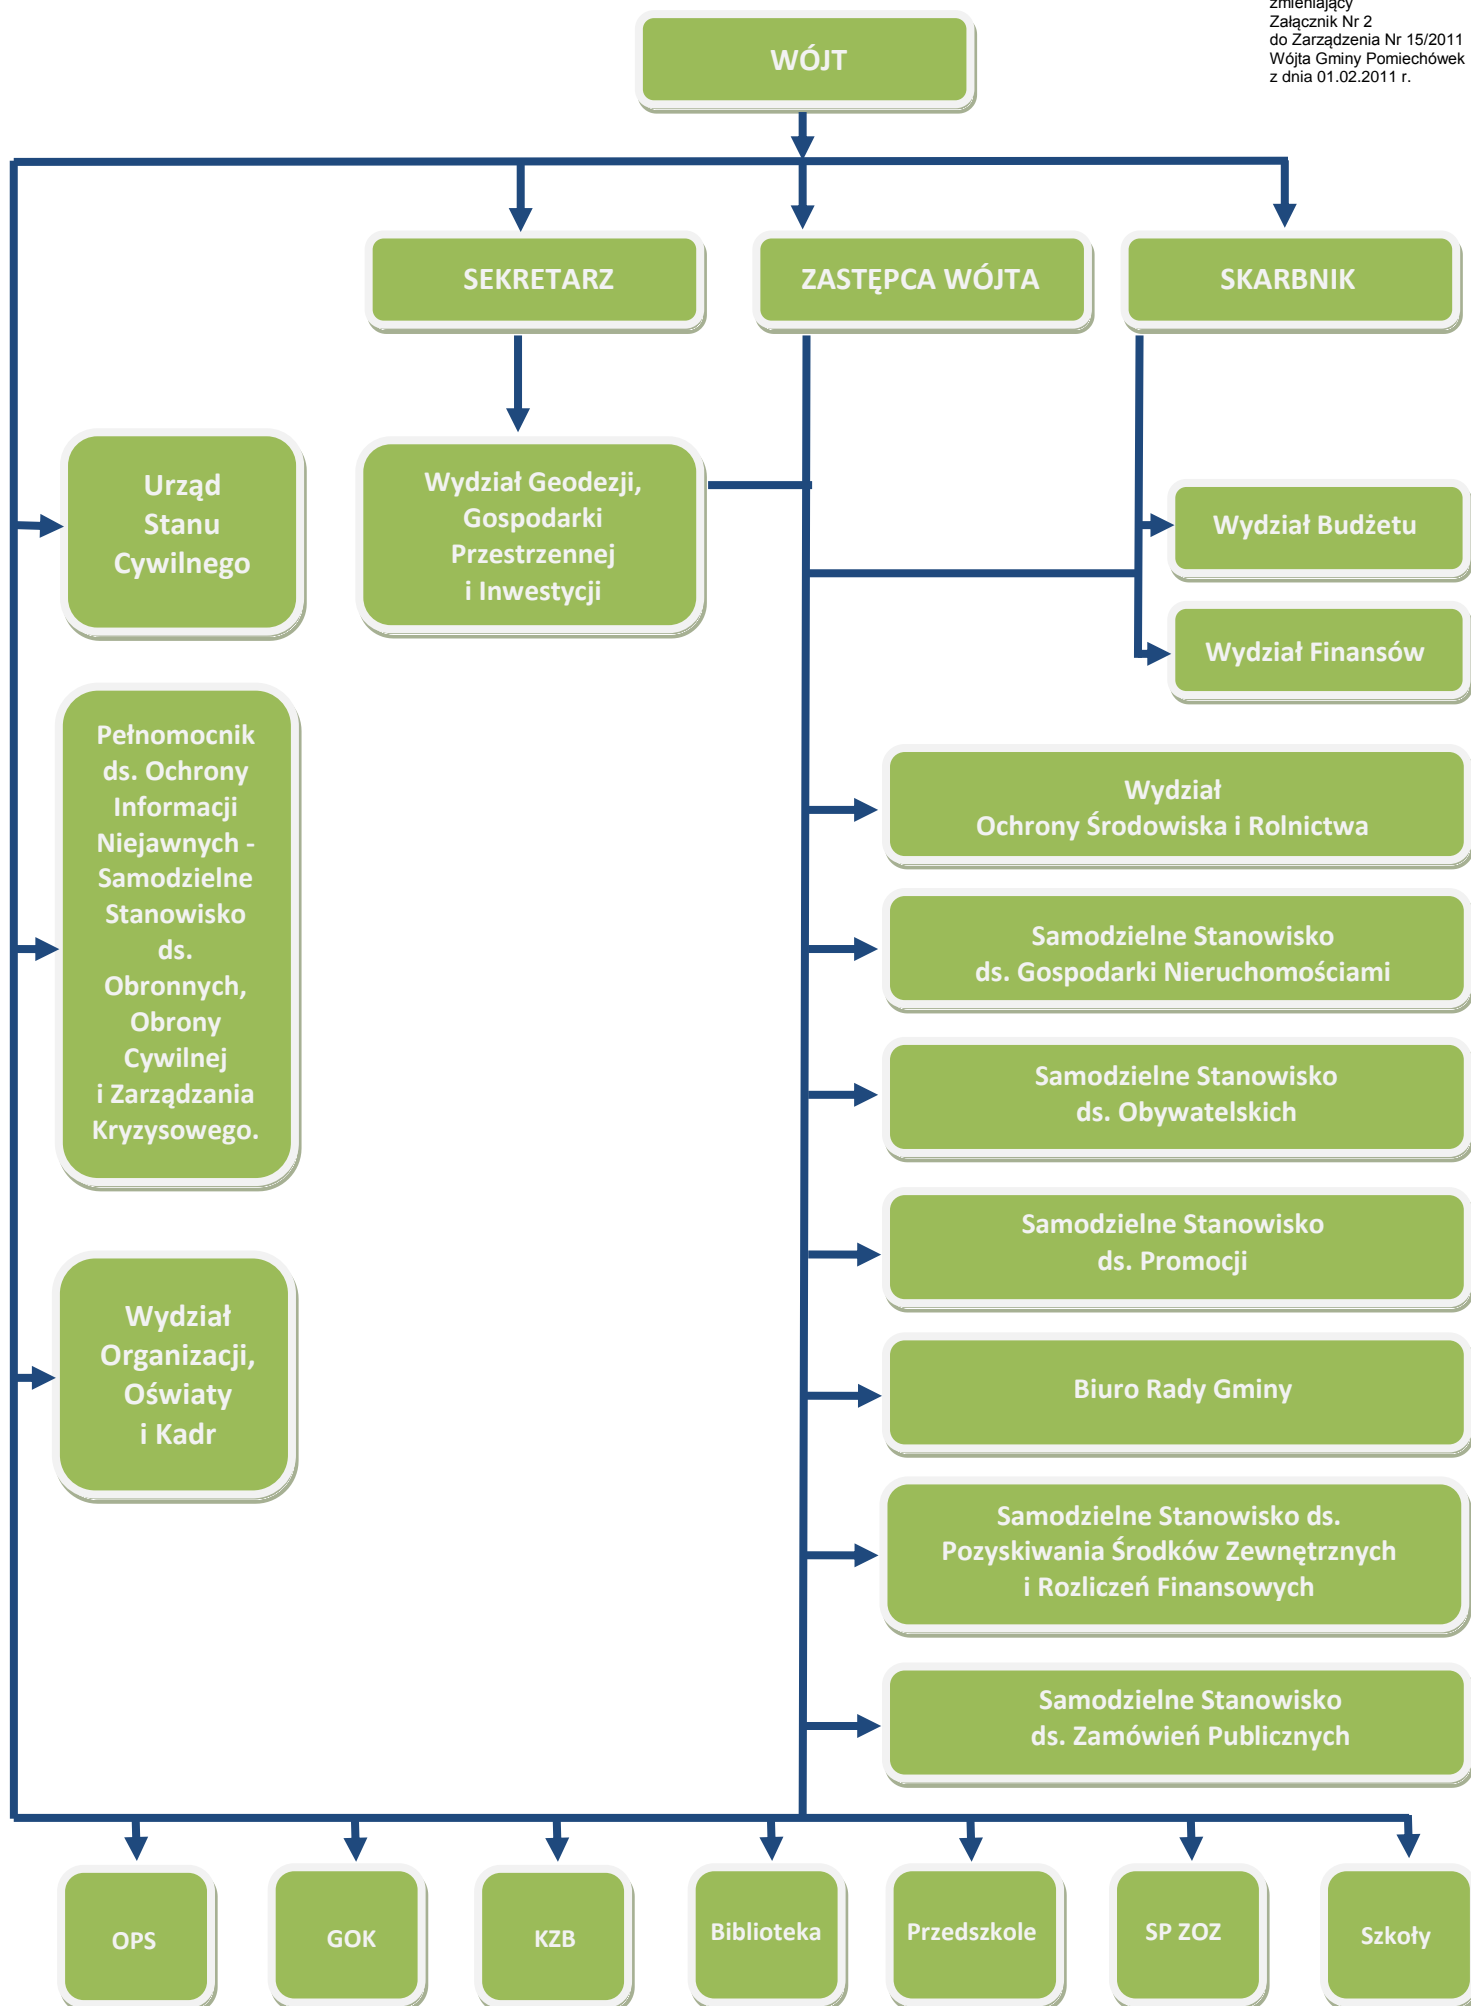 zmieniający
Załącznik Nr 2
do Zarządzenia Nr 15/2011
Wójta Gminy Pomiechówek
z dnia 01.02.2011 r.
WÓJT
SEKRETARZ
ZASTĘPCA WÓJTA
SKARBNIK
Urząd
Stanu
Cywilnego
Wydział Geodezji,
Gospodarki
Przestrzennej
i Inwestycji
Wydział Budżetu
Wydział Finansów
Pełnomocnik
ds. Ochrony
Informacji
Niejawnych -
Samodzielne
Stanowisko
ds.
Obronnych,
Obrony
Cywilnej
i Zarządzania
Kryzysowego.
Wydział
Ochrony Środowiska i Rolnictwa
Samodzielne Stanowisko
ds. Gospodarki Nieruchomościami
Samodzielne Stanowisko
ds. Obywatelskich
Samodzielne Stanowisko
ds. Promocji
Wydział
Organizacji,
Oświaty
i Kadr
Biuro Rady Gminy
Samodzielne Stanowisko ds.
Pozyskiwania Środków Zewnętrznych
i Rozliczeń Finansowych
Samodzielne Stanowisko
ds. Zamówień Publicznych
OPS
GOK
KZB
Biblioteka
Przedszkole
SP ZOZ
Szkoły